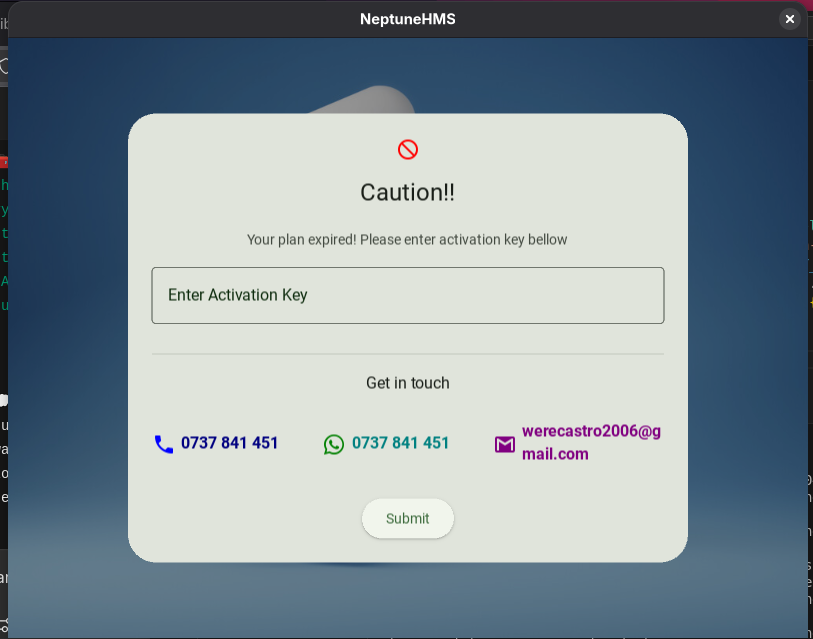 NeptuneHMS
Caution!!
Your plan expired! Please enter activation key bellow
Enter Activation Key
Get in touch
0737 841 451
0737 841 451
werecastro2006@g
mail.com
Submit